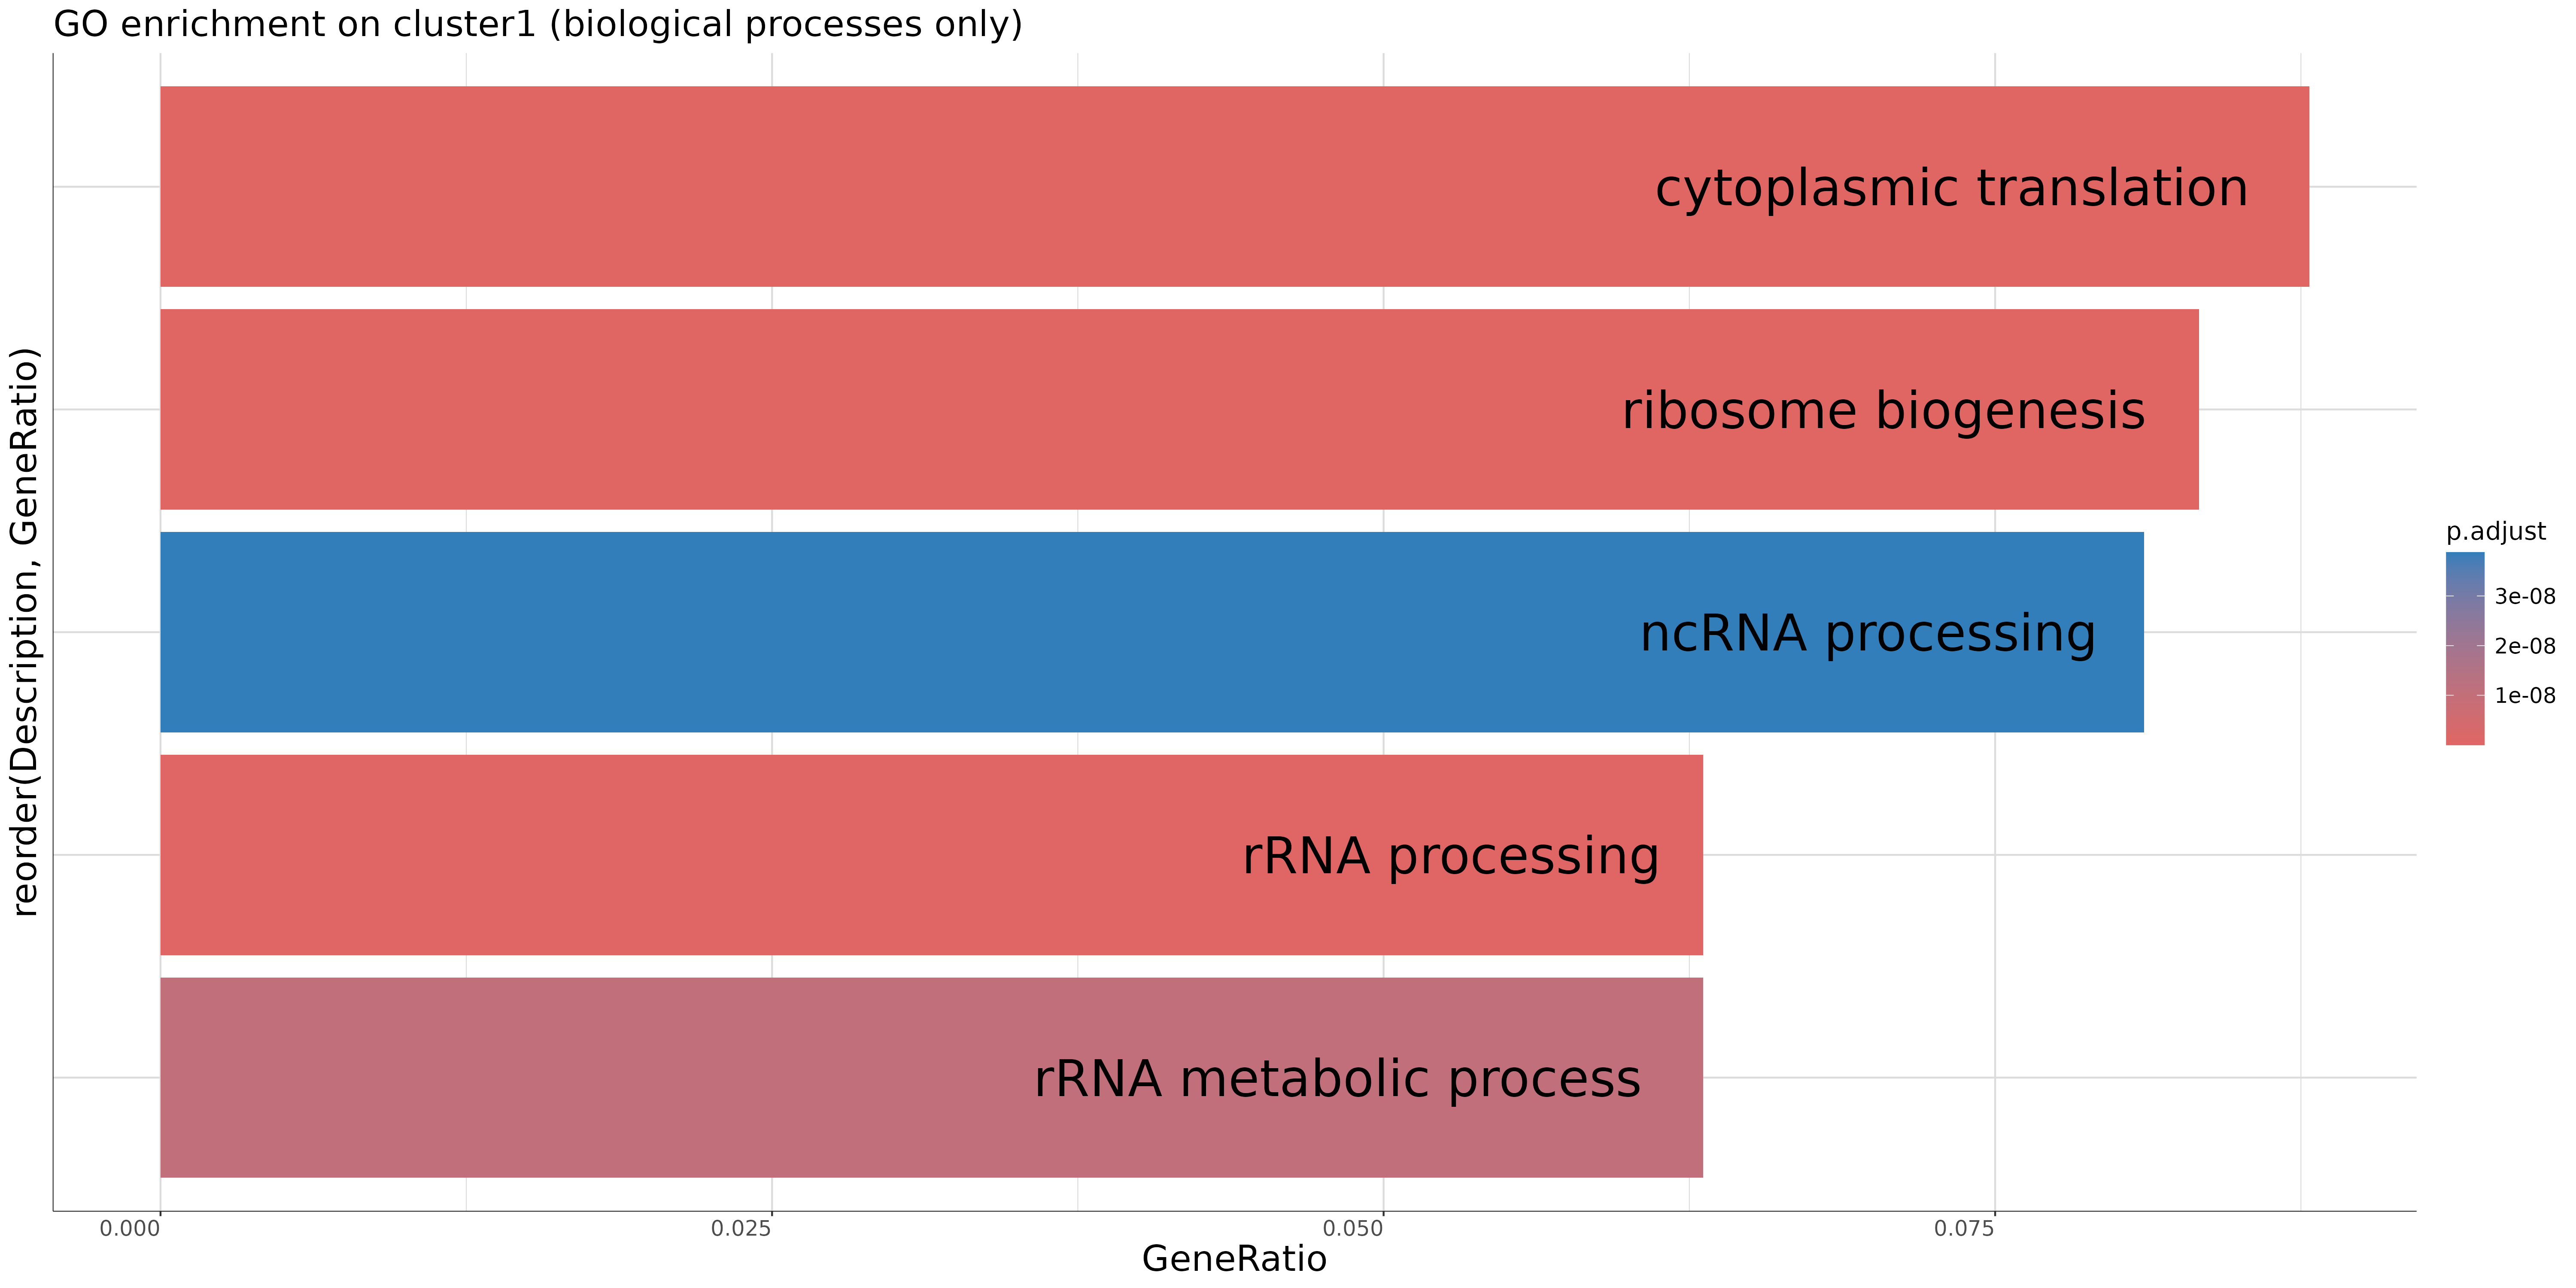 GO enrichment on cluster1 (biological processes only)
reorder(Description, GeneRatio)
cytoplasmic translation
ribosome biogenesis
ncRNA processing
rRNA processing
rRNA metabolic process
p.adjust
3e-08
2e-08
1e-08
0.000 0.025 0.050 0.075
GeneRatio